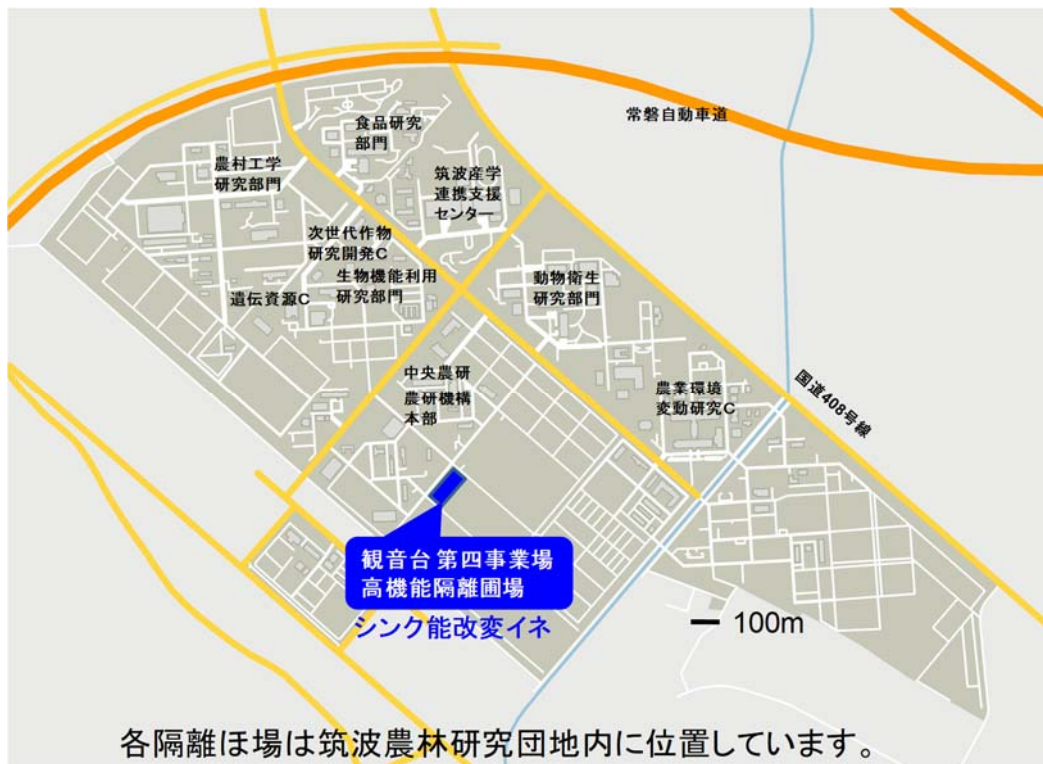 常磐自動車道
食品研究
部門
農村工学
研究部門
筑波産学
連携支援
センター
次世代作物
研究開発C
生物機能利用
研究部門
遺伝資源C
動物衛生
研究部門
中央農研
農研機構
本部
農業環境
変動研究C
国道408号線
観音台 第四事業場
高機能隔離圃場
シンク能改変イネ
100m
各隔離ほ場は筑波農林研究団地内に位置しています。